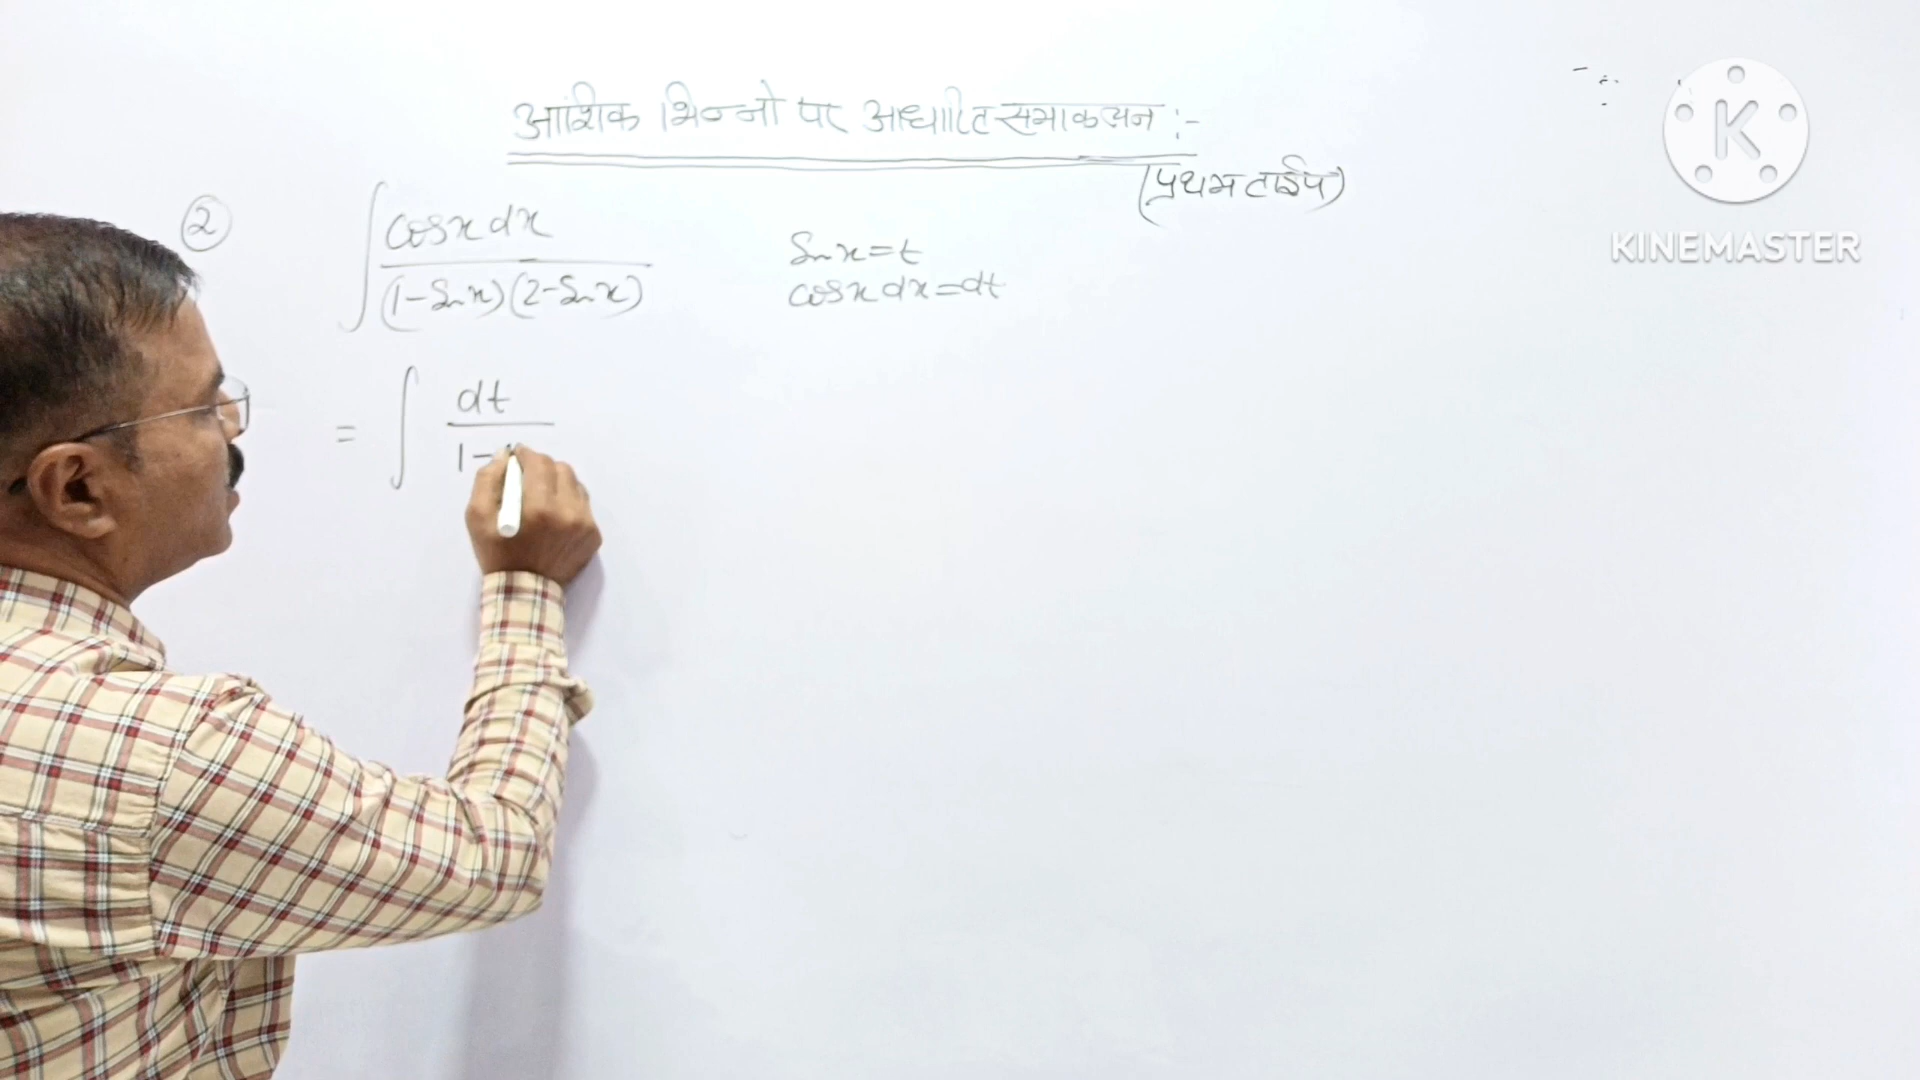 आंशिक भिन्नो पर आधारित समाकलन :-
(प्रथम टाईप)
② ∫ cosx dx / (1-Sinx)(2-Sinx)
Sinx=t
cosx dx=dt
= ∫ dt / 1-
K
KINEMASTER